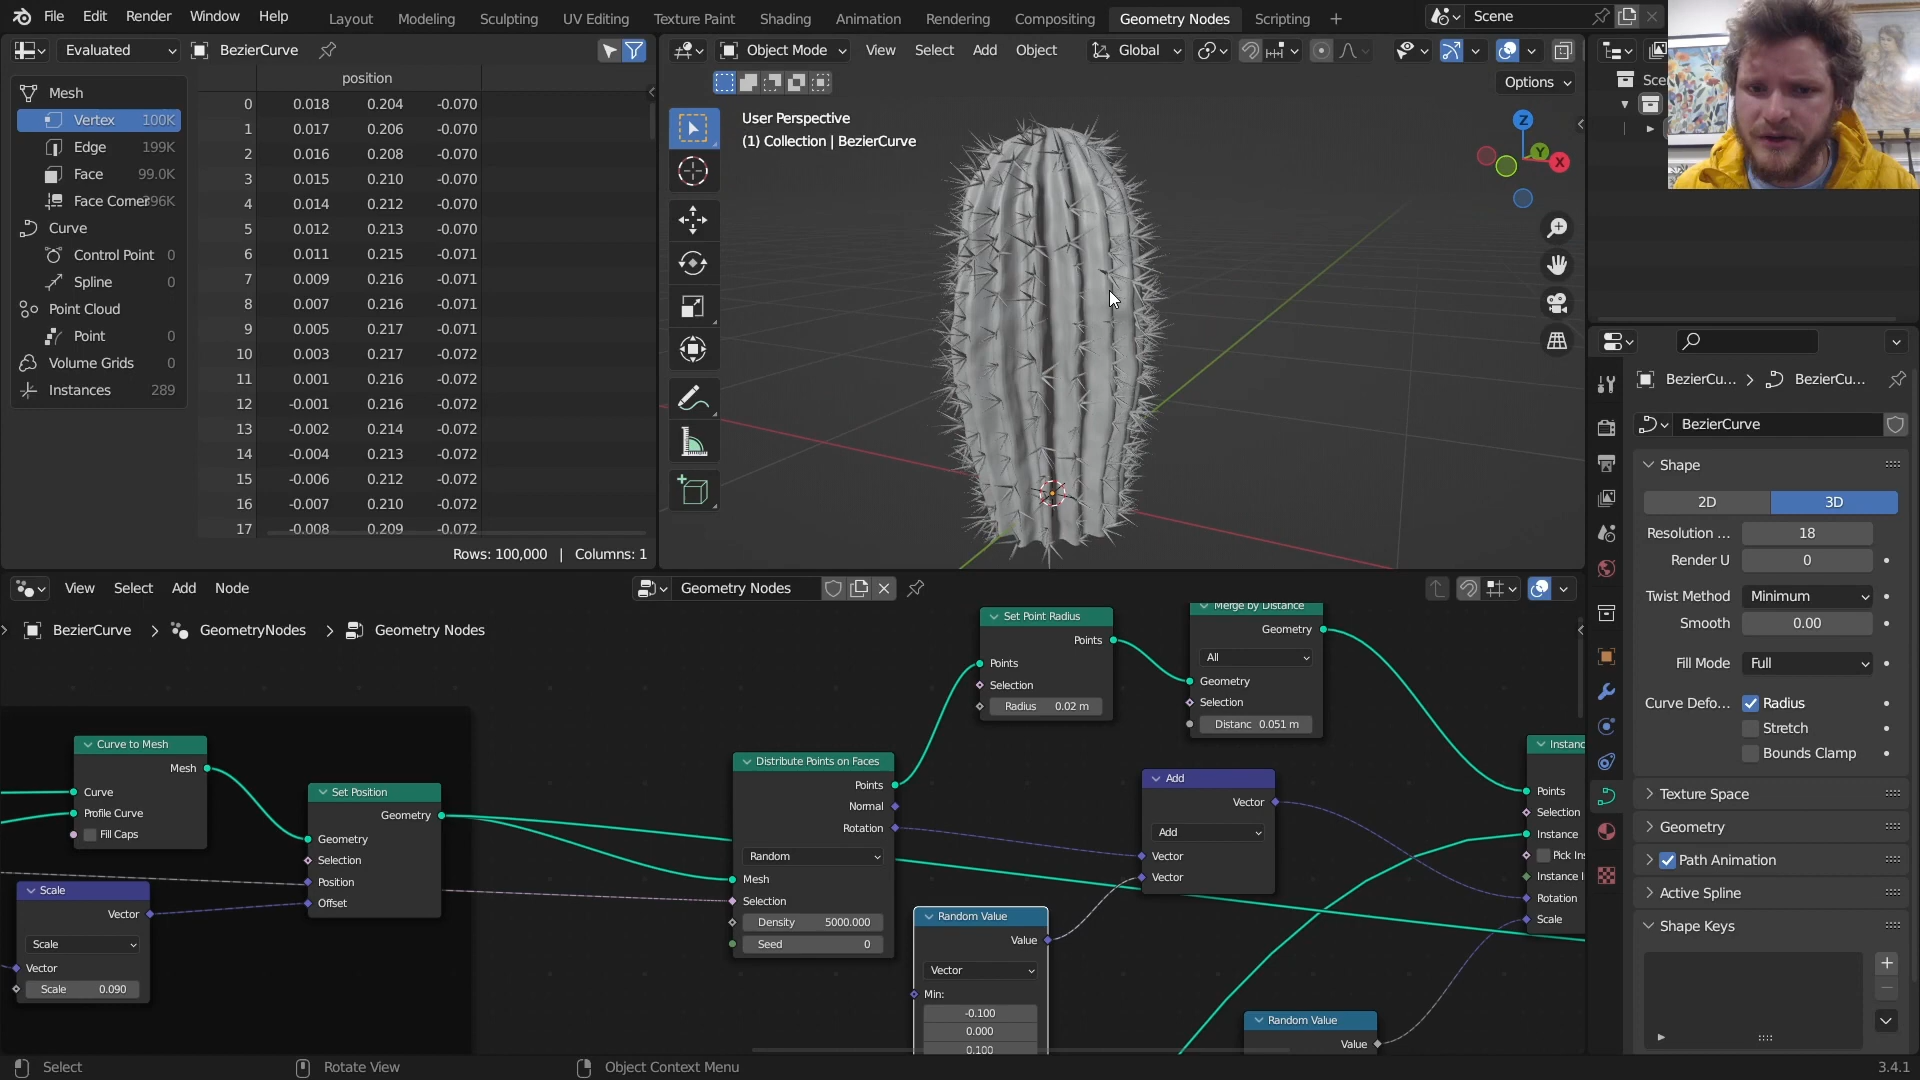 File Edit Render Window Help
Layout Modeling Sculpting UV Editing Texture Paint Shading Animation Rendering Compositing Geometry Nodes Scripting
Scene
Evaluated
BezierCurve
Object Mode
View Select Add Object
Global
Options
position
Mesh
Vertex 100K
Edge 199K
Face 99.0K
Face Corner 396K
Curve
Control Point 0
Spline 0
Point Cloud
Point 0
Volume Grids 0
Instances 289
0 0.018 0.204 -0.070
1 0.017 0.206 -0.070
2 0.016 0.208 -0.070
3 0.015 0.210 -0.070
4 0.014 0.212 -0.070
5 0.012 0.213 -0.070
6 0.011 0.215 -0.071
7 0.009 0.216 -0.071
8 0.007 0.216 -0.071
9 0.005 0.217 -0.071
10 0.003 0.217 -0.072
11 0.001 0.216 -0.072
12 -0.001 0.216 -0.072
13 -0.002 0.214 -0.072
14 -0.004 0.213 -0.072
15 -0.006 0.212 -0.072
16 -0.007 0.210 -0.072
17 -0.008 0.209 -0.072
Rows: 100,000 | Columns: 1
User Perspective
(1) Collection | BezierCurve
Z
Y
X
View Select Add Node
Geometry Nodes
BezierCurve > GeometryNodes > Geometry Nodes
Curve to Mesh
Mesh
Curve
Profile Curve
Fill Caps
Scale
Vector
Scale
Vector
Scale 0.090
Set Position
Geometry
Geometry
Selection
Position
Offset
Distribute Points on Faces
Points
Normal
Rotation
Random
Mesh
Selection
Density 5000.000
Seed 0
Set Point Radius
Points
Points
Selection
Radius 0.02 m
Merge by Distance
Geometry
All
Geometry
Selection
Distanc 0.051 m
Add
Vector
Add
Vector
Vector
Random Value
Value
Vector
Min:
-0.100
0.000
0.100
Random Value
Value
Instanc
Points
Selection
Instance
Pick Ins
Instance I
Rotation
Scale
Sce
BezierCu... > BezierCu...
BezierCurve
Shape
2D 3D
Resolution ... 18
Render U 0
Twist Method Minimum
Smooth 0.00
Fill Mode Full
Curve Defo... Radius
Stretch
Bounds Clamp
Texture Space
Geometry
Path Animation
Active Spline
Shape Keys
Select
Rotate View
Object Context Menu
3.4.1